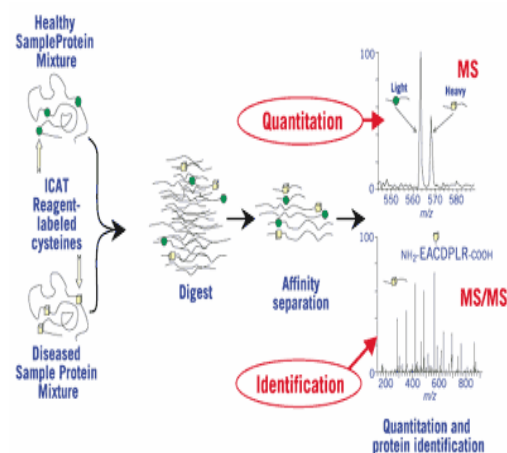 Healthy
SampleProtein
Mixture
ICAT
Reagent-
labeled
cysteines
Diseased
Sample Protein
Mixture
Digest
Affinity
separation
Quantitation
MS
100
Light
Heavy
0
550
560
570
580
m/z
100
NH₂-EACDPLR-COOH
MS/MS
0
200
400
600
800
m/z
Identification
Quantitation and
protein identification